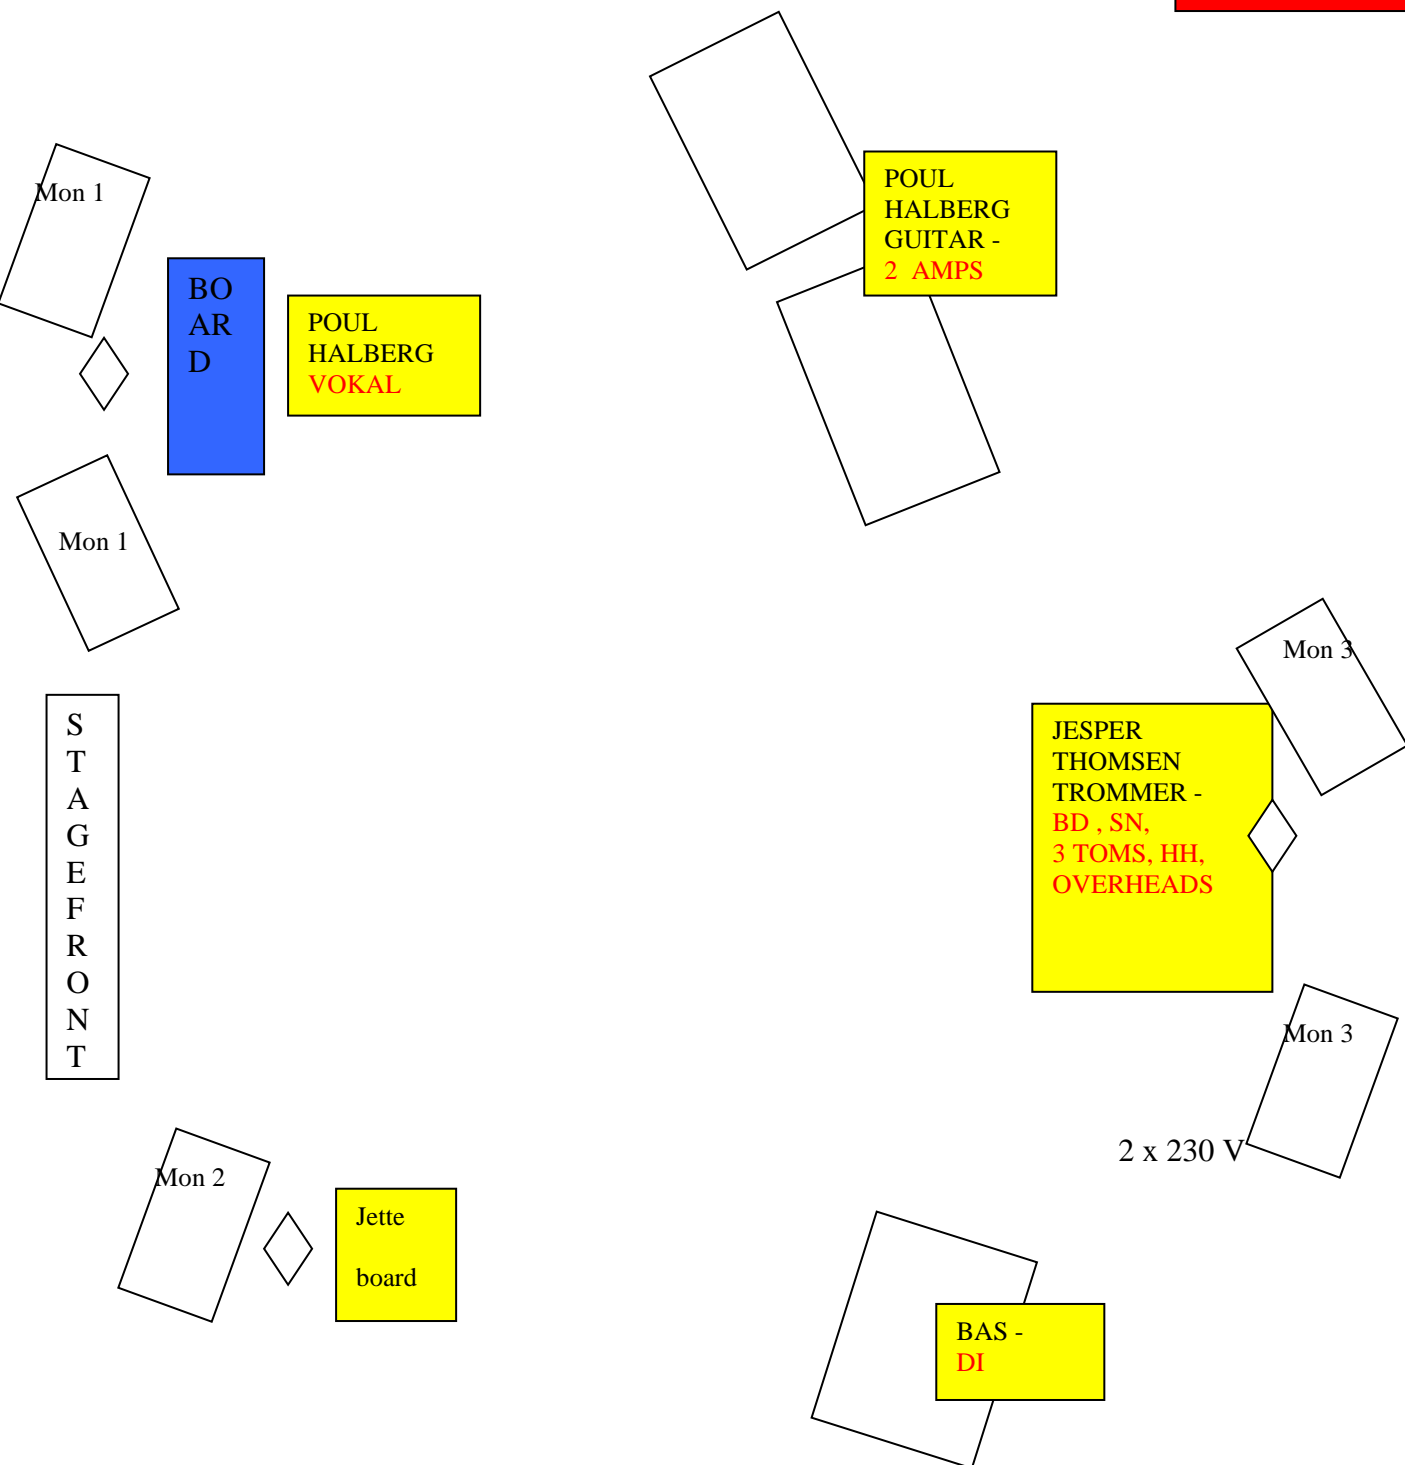 Mon 1
BO
AR
D
POUL
HALBERG
VOKAL
POUL
HALBERG
GUITAR -
2  AMPS
Mon 1
Mon 3
S
T
A
G
E
F
R
O
N
T
JESPER
THOMSEN
TROMMER -
BD , SN,
3 TOMS, HH,
OVERHEADS
Mon 3
2 x 230 V
Mon 2
Jette
board
BAS -
DI